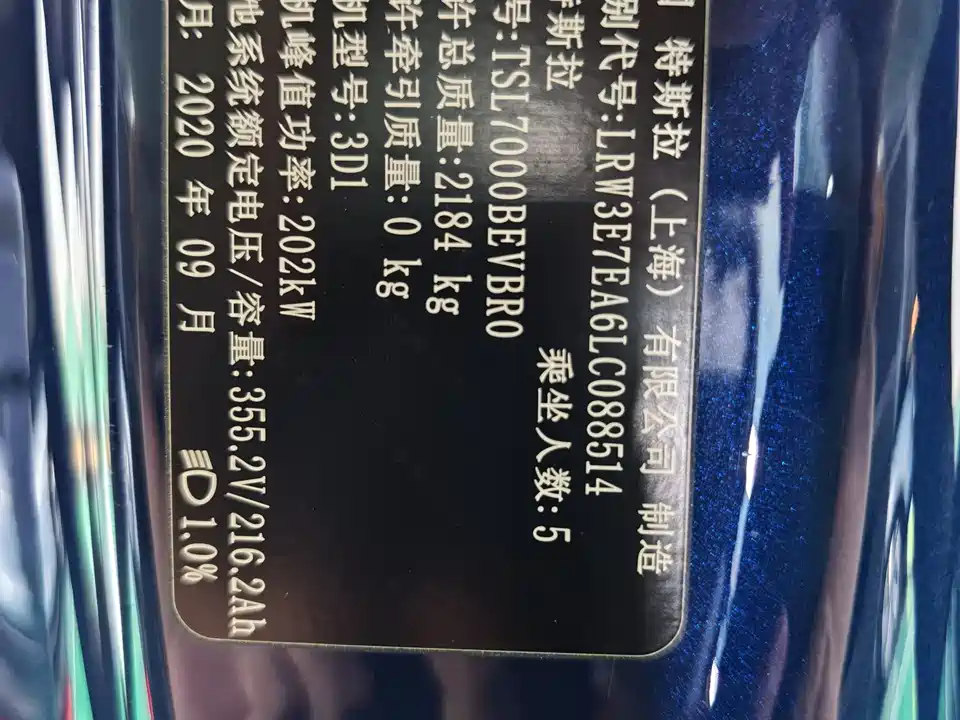 特斯拉 (上海) 有限公司 制造
别代号:LRW3E7EA6LC088514
斯拉 乘坐人数:5
号:TSL7000BEVBR0
许总质量:2184 kg
许牵引质量:0 kg
机型号:3D1
机峰值功率:202kW
池系统额定电压/容量:355.2V/216.2Ah
月: 2020 年 09 月 1.0%